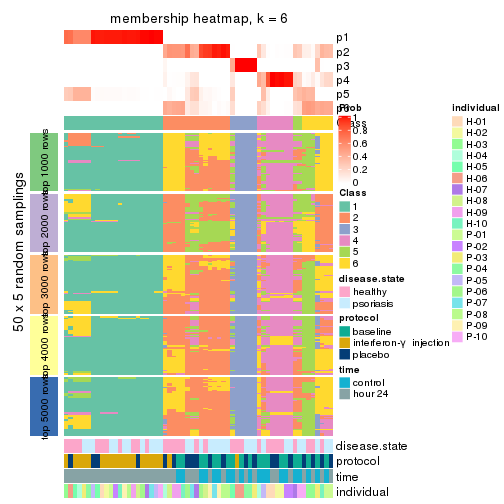 membership heatmap, k = 6
p1
p2
p3
p4
p5
Prob
1
0.8
0.6
0.4
0.2
0
Class
1
2
3
4
5
6
disease.state
healthy
psoriasis
protocol
baseline
interferon-γ injection
placebo
time
control
hour 24
individual
H-01
H-02
H-03
H-04
H-05
H-06
H-07
H-08
H-09
H-10
P-01
P-02
P-03
P-04
P-05
P-06
P-07
P-08
P-09
P-10
50 x 5 random samplings
top 1000 rows
top 2000 rows
top 3000 rows
top 4000 rows
top 5000 rows
disease.state
protocol
time
individual